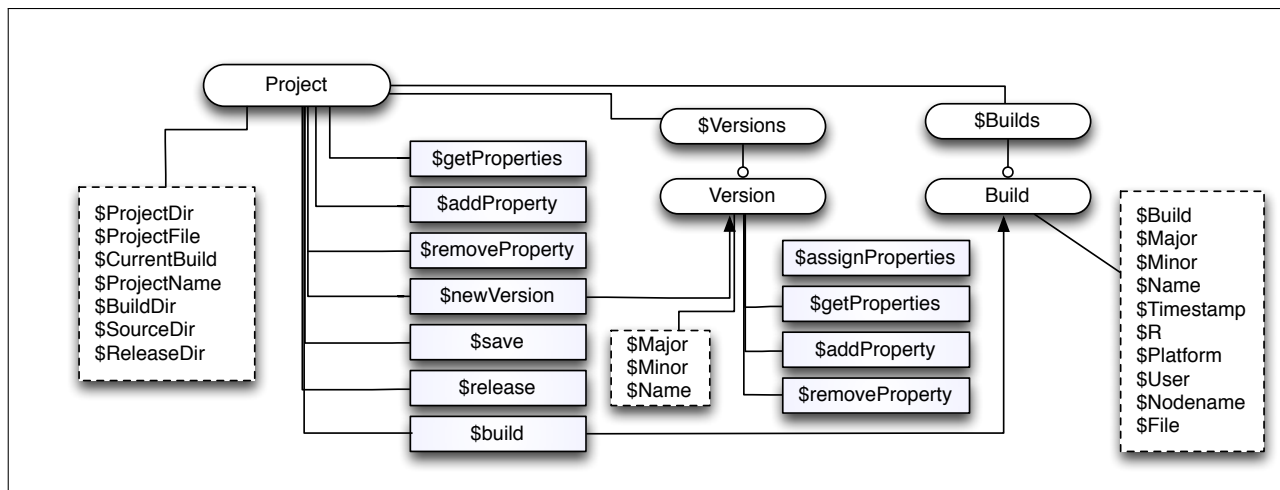 Project
$Versions
$Builds
$getProperties
$addProperty
$removeProperty
$newVersion
$save
$release
$build
$ProjectDir
$ProjectFile
$CurrentBuild
$ProjectName
$BuildDir
$SourceDir
$ReleaseDir
Version
Build
$assignProperties
$getProperties
$addProperty
$removeProperty
$Major
$Minor
$Name
$Build
$Major
$Minor
$Name
$Timestamp
$R
$Platform
$User
$Nodename
$File